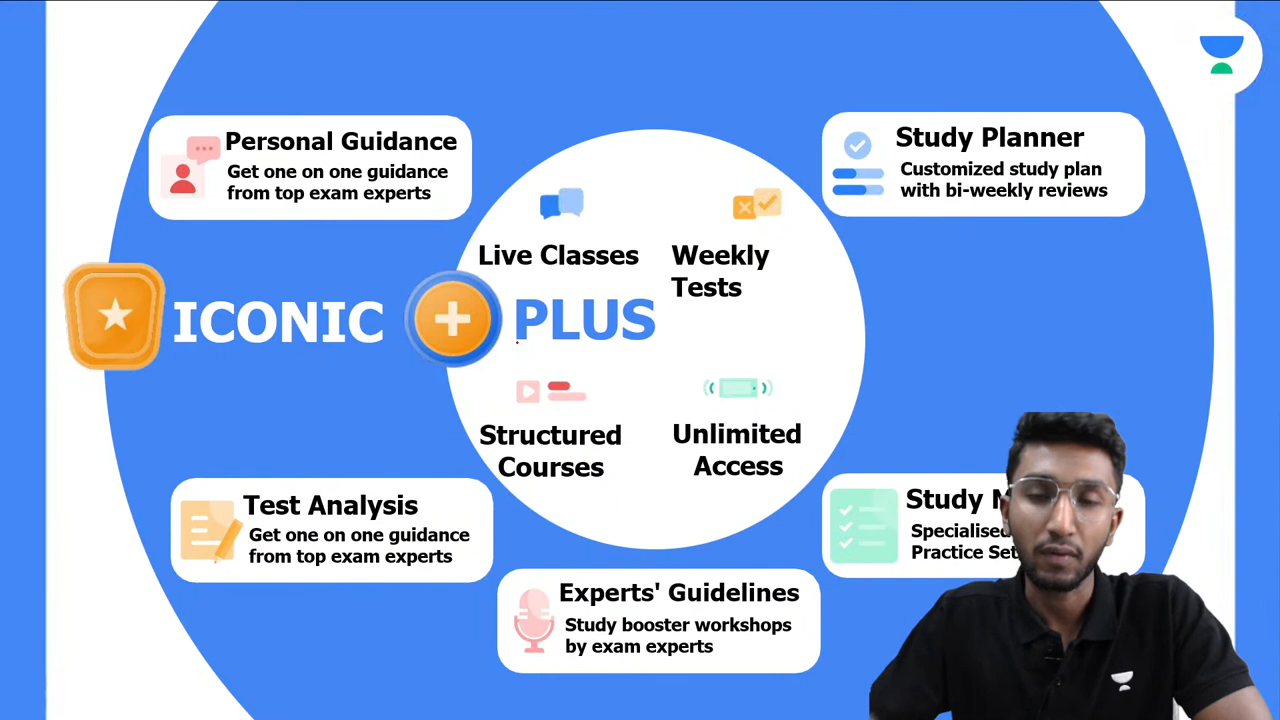 Personal Guidance
Get one on one guidance
from top exam experts
Study Planner
Customized study plan
with bi-weekly reviews
Live Classes
Weekly
Tests
ICONIC
PLUS
Structured
Courses
Unlimited
Access
Test Analysis
Get one on one guidance
from top exam experts
Study
Specialised
Practice
Experts' Guidelines
Study booster workshops
by exam experts